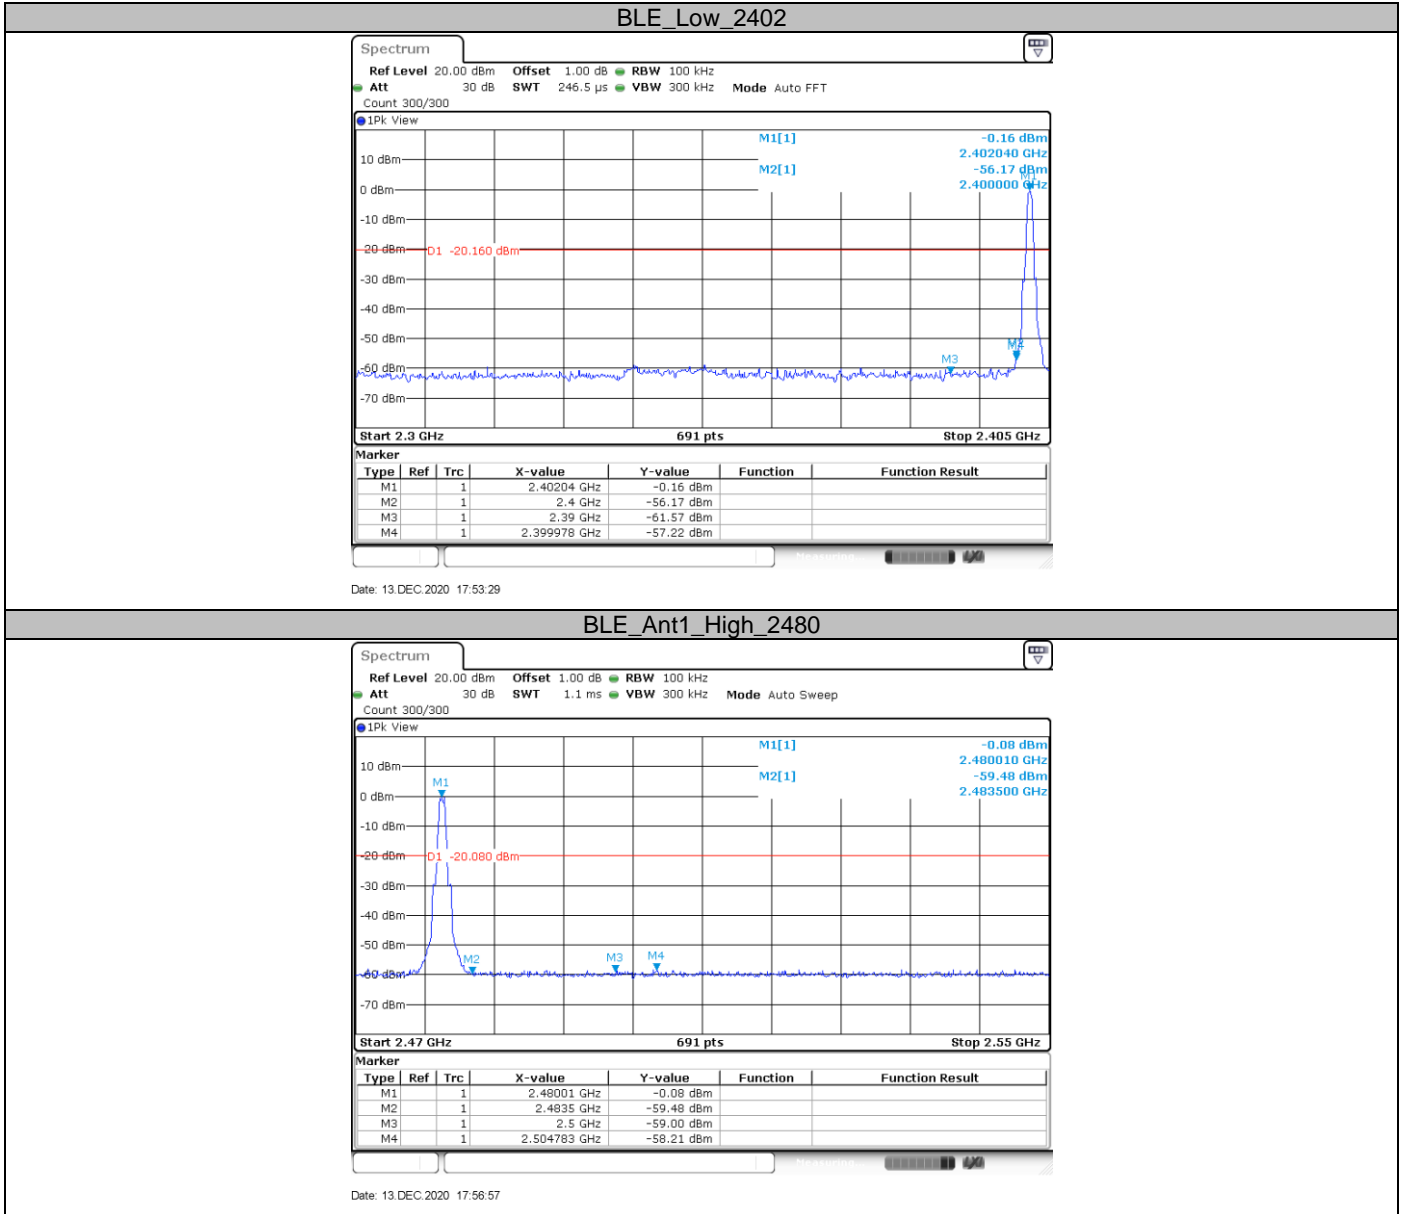 BLE_Low_2402
Spectrum
Ref Level 20.00 dBm Offset 1.00 dB RBW 100 kHz
Att 30 dB SWT 246.5 µs VBW 300 kHz Mode Auto FFT
Count 300/300
1Pk View
M1[1] -0.16 dBm
2.402040 GHz
M2[1] -56.17 dBm
2.400000 GHz
M1
10 dBm
0 dBm
-10 dBm
-20 dBm
D1 -20.160 dBm
-30 dBm
-40 dBm
-50 dBm
M4
M3
-60 dBm
-70 dBm
Start 2.3 GHz 691 pts Stop 2.405 GHz
Marker
Type Ref Trc X-value Y-value Function Function Result
M1 1 2.40204 GHz -0.16 dBm
M2 1 2.4 GHz -56.17 dBm
M3 1 2.39 GHz -61.57 dBm
M4 1 2.399978 GHz -57.22 dBm
Measuring...
Date: 13.DEC.2020 17:53:29
BLE_Ant1_High_2480
Spectrum
Ref Level 20.00 dBm Offset 1.00 dB RBW 100 kHz
Att 30 dB SWT 1.1 ms VBW 300 kHz Mode Auto Sweep
Count 300/300
1Pk View
M1[1] -0.08 dBm
2.480010 GHz
M2[1] -59.48 dBm
2.483500 GHz
10 dBm
M1
0 dBm
-10 dBm
-20 dBm
D1 -20.080 dBm
-30 dBm
-40 dBm
-50 dBm
M2 M3 M4
-60 dBm
-70 dBm
Start 2.47 GHz 691 pts Stop 2.55 GHz
Marker
Type Ref Trc X-value Y-value Function Function Result
M1 1 2.48001 GHz -0.08 dBm
M2 1 2.4835 GHz -59.48 dBm
M3 1 2.5 GHz -59.00 dBm
M4 1 2.504783 GHz -58.21 dBm
Measuring...
Date: 13.DEC.2020 17:56:57